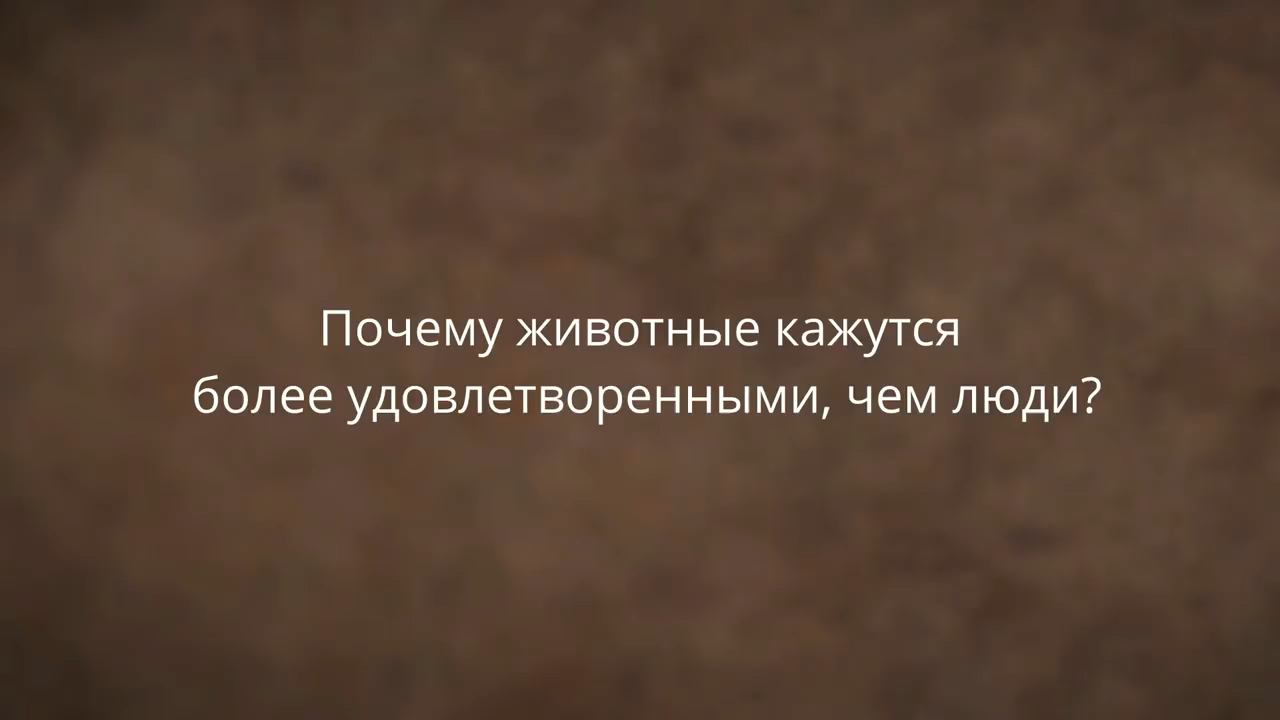 Почему животные кажутся
более удовлетворенными, чем люди?